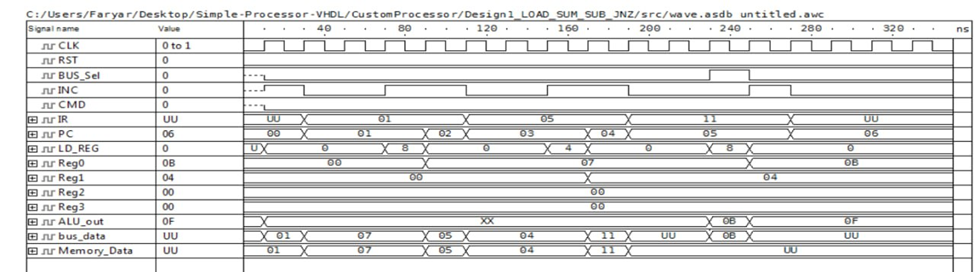 C:/Users/Faryar/Desktop/Simple-Processor-VHDL/CustomProcessor/Design1_LOAD_SUM_SUB_JNZ/src/wave.asdb untitled.awc
Signal name Value 40 80 120 160 200 240 280 320 ns
CLK 0 to 1
RST 0
BUS_Sel 0
INC 0
CMD 0
IR UU UU 01 05 11 UU
PC 06 00 01 02 03 04 05 06
LD_REG 0 U 0 8 0 4 0 8 0
Reg0 0B 00 07 0B
Reg1 04 00 04
Reg2 00 00
Reg3 00 00
ALU_out 0F XX 0B 0F
bus_data UU 01 07 05 04 11 UU 0B UU
Memory_Data UU 01 07 05 04 11 UU